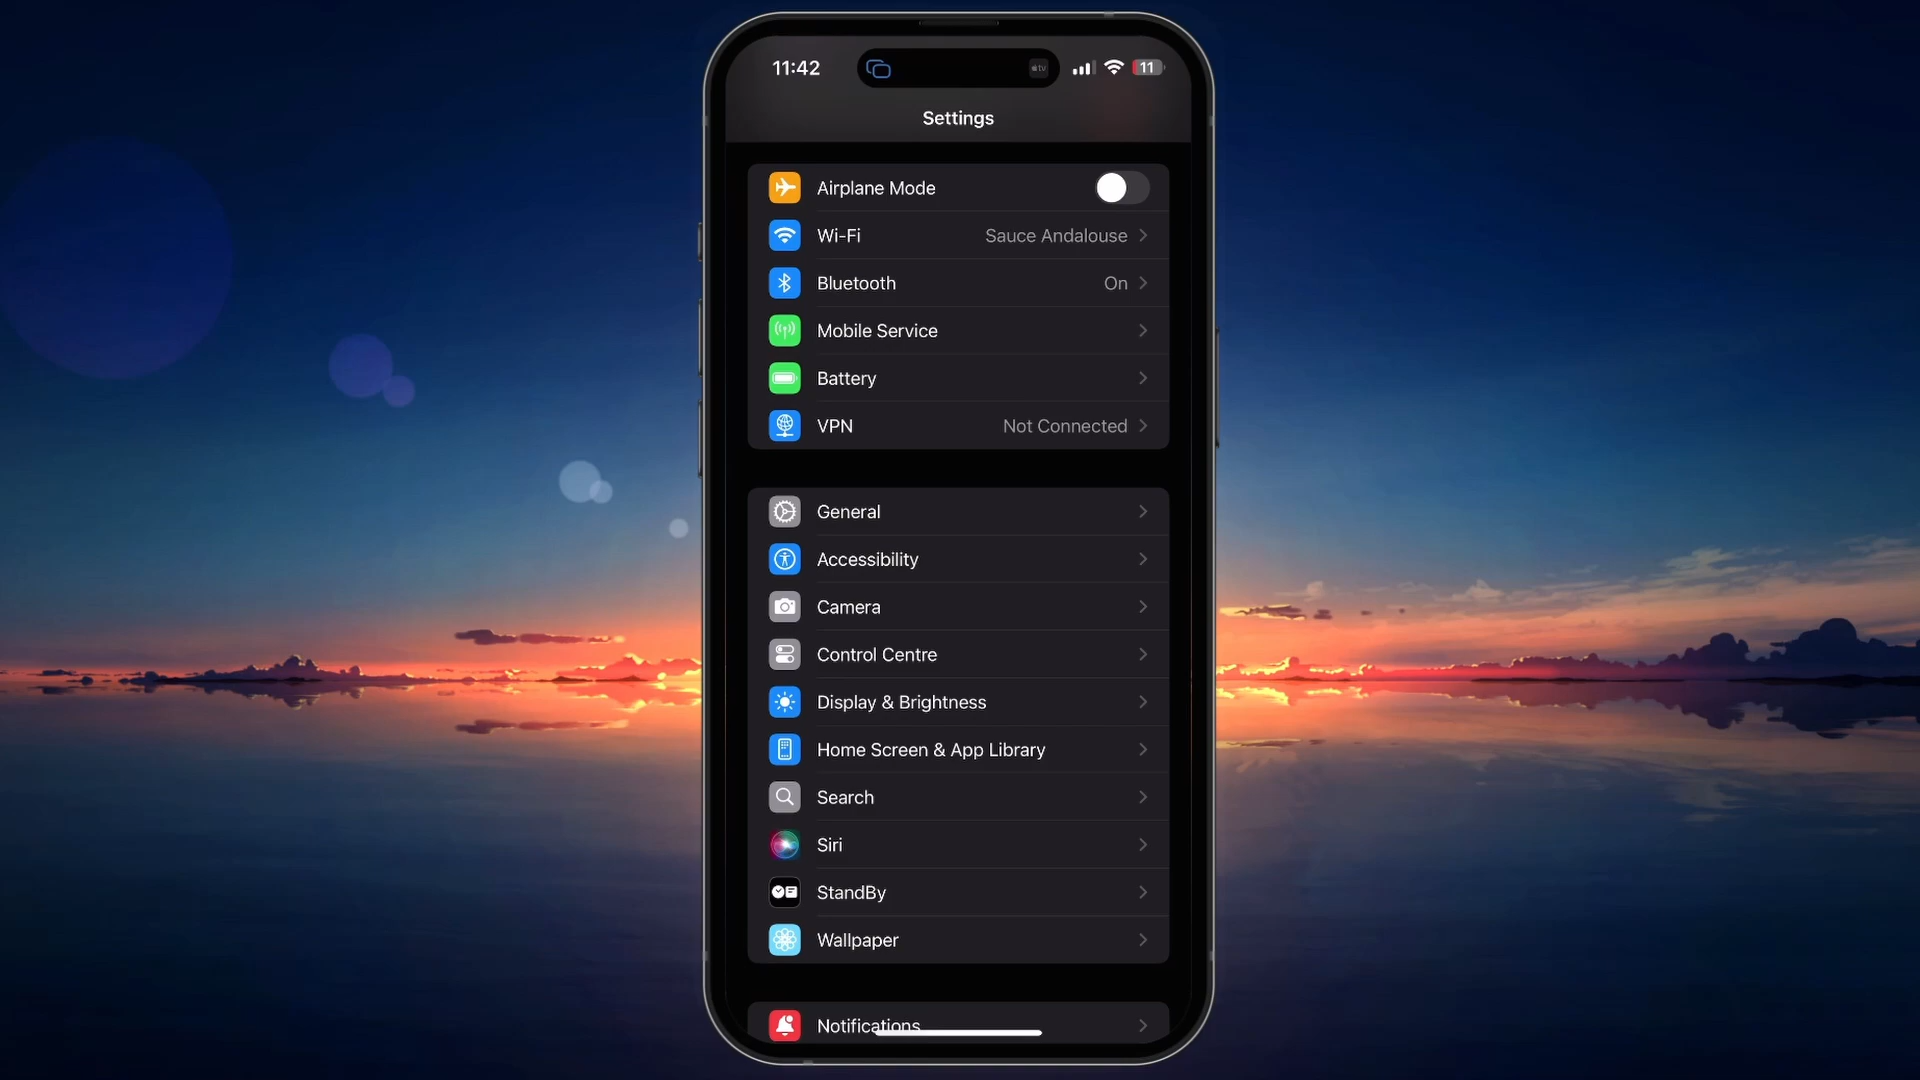 11:42
tv
11
Settings
Airplane Mode
Wi-Fi Sauce Andalouse
Bluetooth On
Mobile Service
Battery
VPN Not Connected
General
Accessibility
Camera
Control Centre
Display & Brightness
Home Screen & App Library
Search
Siri
StandBy
Wallpaper
Notifications